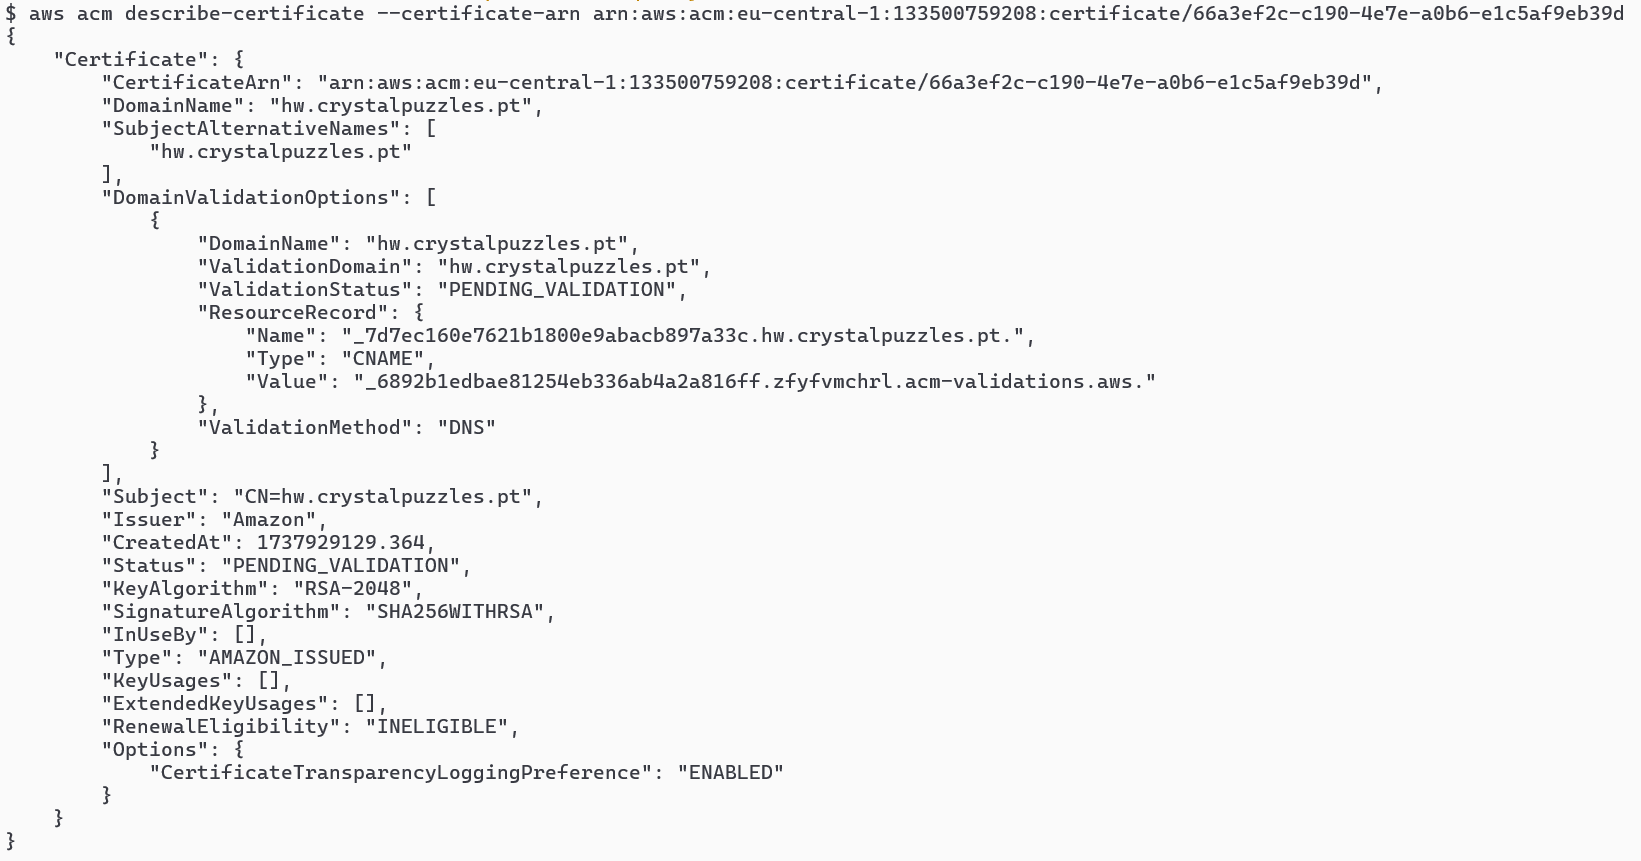 $ aws acm describe-certificate --certificate-arn arn:aws:acm:eu-central-1:133500759208:certificate/66a3ef2c-c190-4e7e-a0b6-e1c5af9eb39d
{
    "Certificate": {
        "CertificateArn": "arn:aws:acm:eu-central-1:133500759208:certificate/66a3ef2c-c190-4e7e-a0b6-e1c5af9eb39d",
        "DomainName": "hw.crystalpuzzles.pt",
        "SubjectAlternativeNames": [
            "hw.crystalpuzzles.pt"
        ],
        "DomainValidationOptions": [
            {
                "DomainName": "hw.crystalpuzzles.pt",
                "ValidationDomain": "hw.crystalpuzzles.pt",
                "ValidationStatus": "PENDING_VALIDATION",
                "ResourceRecord": {
                    "Name": "_7d7ec160e7621b1800e9abacb897a33c.hw.crystalpuzzles.pt.",
                    "Type": "CNAME",
                    "Value": "_6892b1edbae81254eb336ab4a2a816ff.zfyfvmchrl.acm-validations.aws."
                },
                "ValidationMethod": "DNS"
            }
        ],
        "Subject": "CN=hw.crystalpuzzles.pt",
        "Issuer": "Amazon",
        "CreatedAt": 1737929129.364,
        "Status": "PENDING_VALIDATION",
        "KeyAlgorithm": "RSA-2048",
        "SignatureAlgorithm": "SHA256WITHRSA",
        "InUseBy": [],
        "Type": "AMAZON_ISSUED",
        "KeyUsages": [],
        "ExtendedKeyUsages": [],
        "RenewalEligibility": "INELIGIBLE",
        "Options": {
            "CertificateTransparencyLoggingPreference": "ENABLED"
        }
    }
}